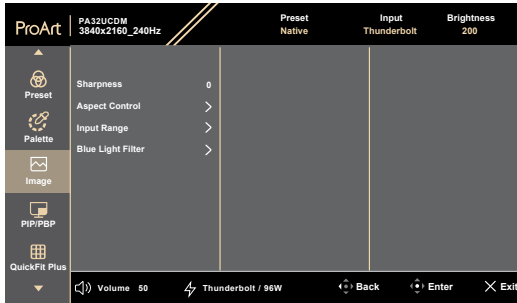 ProArt
PA32UCDM
3840x2160_240Hz
Preset
Native
Input
Thunderbolt
Brightness
200
Preset
Palette
Image
PIP/PBP
QuickFit Plus
Sharpness 0
Aspect Control
Input Range
Blue Light Filter
Volume 50
Thunderbolt / 96W
Back
Enter
Exit